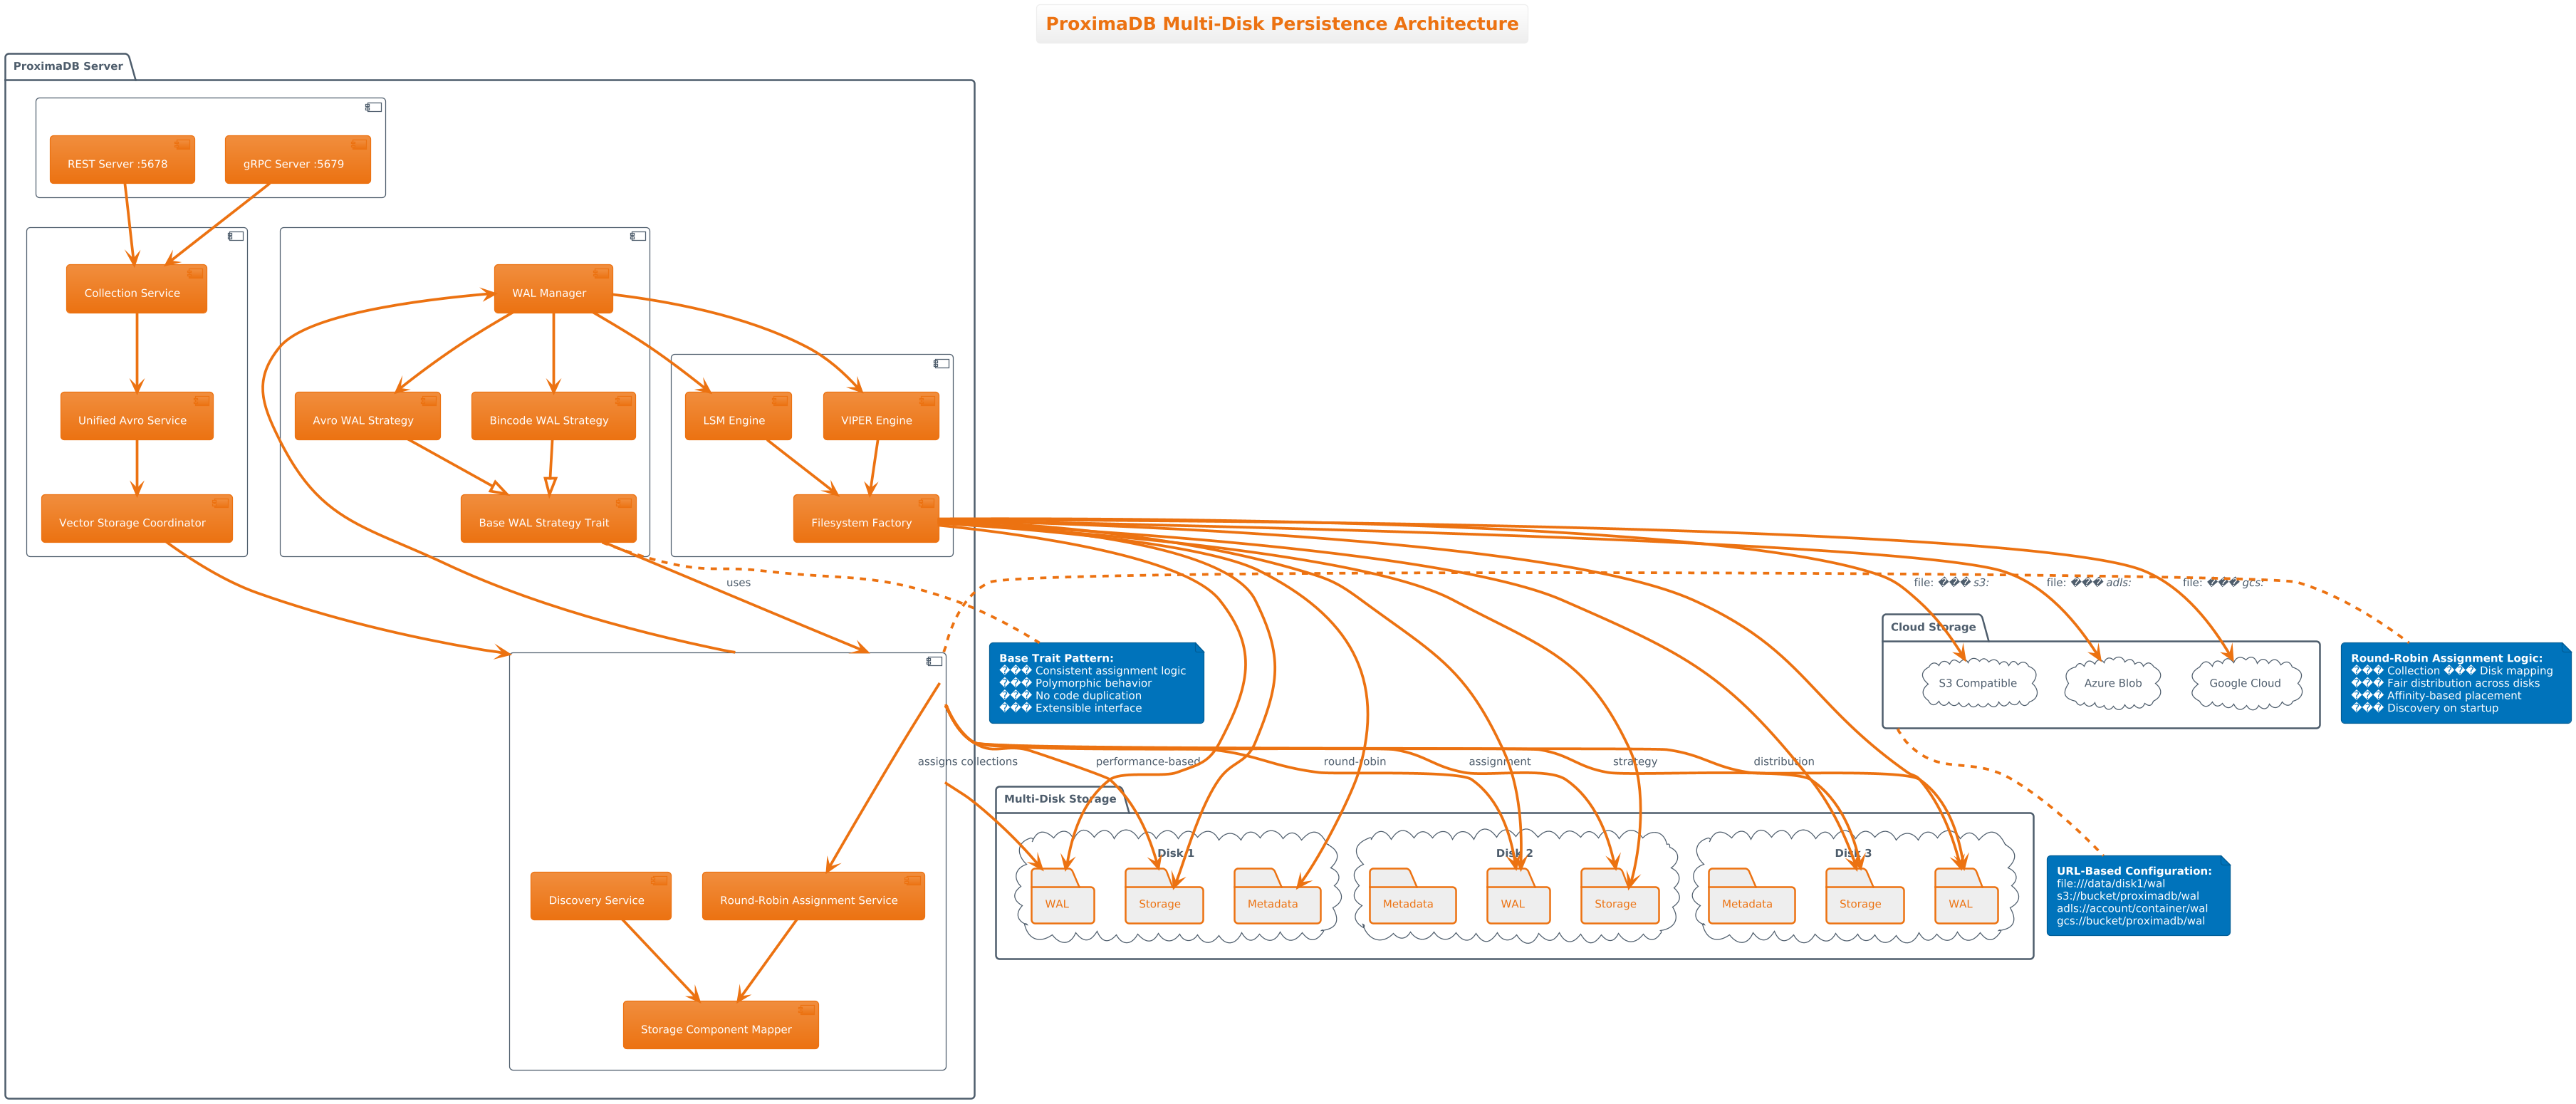 ProximaDB Multi-Disk Persistence Architecture
ProximaDB Server
REST Server :5678
gRPC Server :5679
Collection Service
WAL Manager
Unified Avro Service
Avro WAL Strategy
Bincode WAL Strategy
LSM Engine
VIPER Engine
Vector Storage Coordinator
Base WAL Strategy Trait
Filesystem Factory
uses
file: ��� s3:
file: ��� adls:
file: ��� gcs:
Cloud Storage
S3 Compatible
Azure Blob
Google Cloud
Base Trait Pattern:
��� Consistent assignment logic
��� Polymorphic behavior
��� No code duplication
��� Extensible interface
Round-Robin Assignment Logic:
��� Collection ��� Disk mapping
��� Fair distribution across disks
��� Affinity-based placement
��� Discovery on startup
assigns collections
performance-based
round-robin
assignment
strategy
distribution
Multi-Disk Storage
Disk 1
WAL
Storage
Metadata
Disk 2
Metadata
WAL
Storage
Disk 3
Metadata
Storage
WAL
URL-Based Configuration:
file:///data/disk1/wal
s3://bucket/proximadb/wal
adls://account/container/wal
gcs://bucket/proximadb/wal
Discovery Service
Round-Robin Assignment Service
Storage Component Mapper